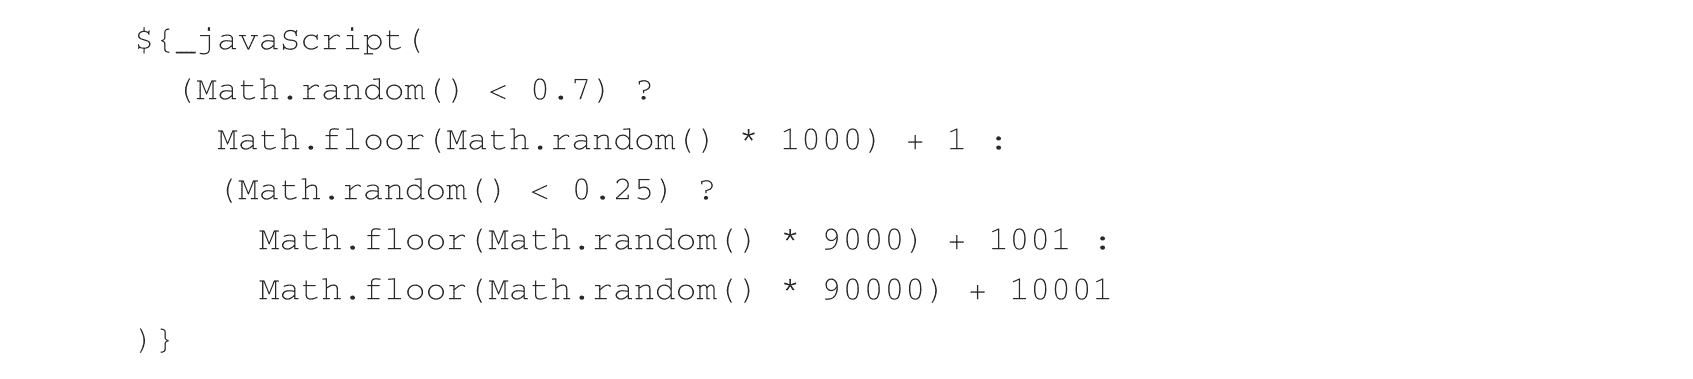 ${_javaScript(
(Math.random() < 0.7) ?
Math.floor(Math.random() * 1000) + 1 :
(Math.random() < 0.25) ?
Math.floor(Math.random() * 9000) + 1001 :
Math.floor(Math.random() * 90000) + 10001
)}